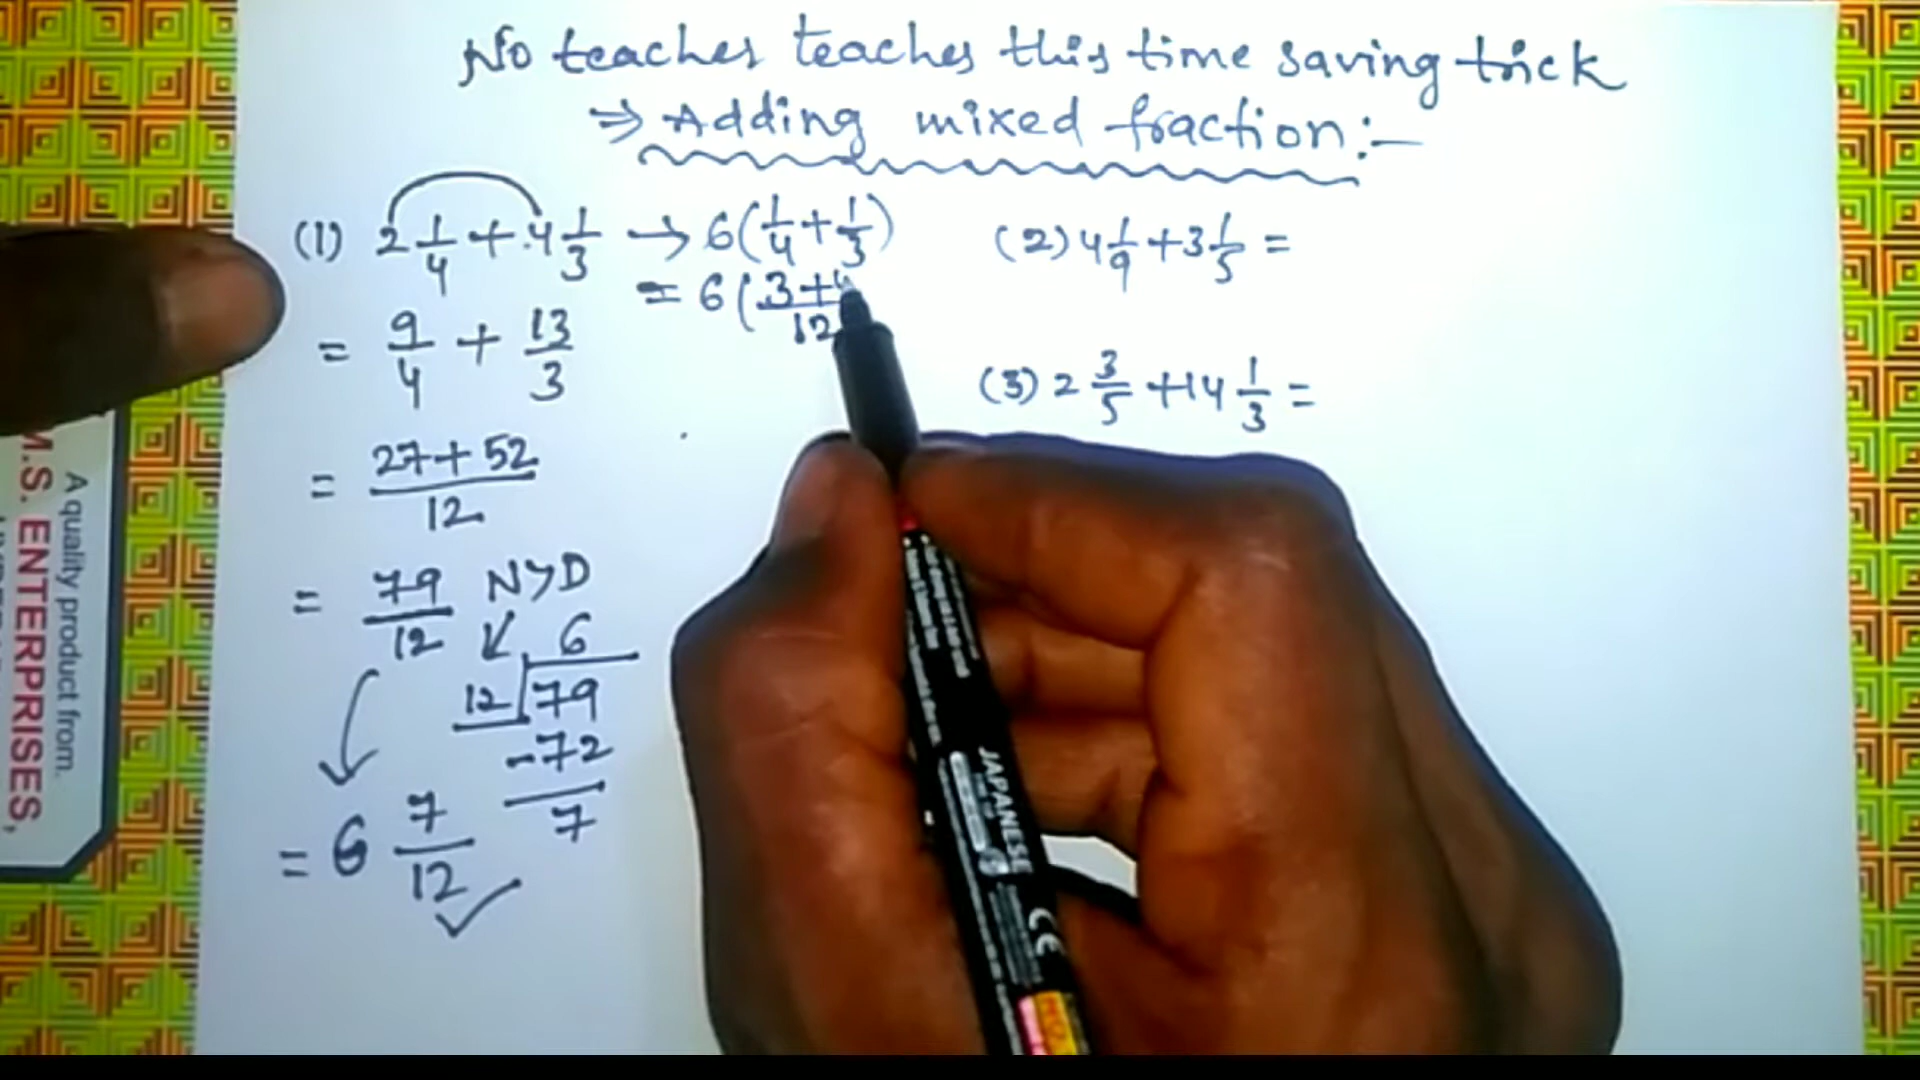 No teacher teaches this time saving trick
⇒ Adding mixed fraction:-
(1) 2 1/4 + 4 1/3 → 6(1/4 + 1/3)
= 6(3+4/12
= 9/4 + 13/3
= 27+52/12
= 79/12 N>D
6
12 79
-72
7
= 6 7/12 ✓
(2) 4 1/9 + 3 1/5 =
(3) 2 3/5 + 14 1/3 =
A quality product from.
M.S. ENTERPRISES,
JAPANESE
CE